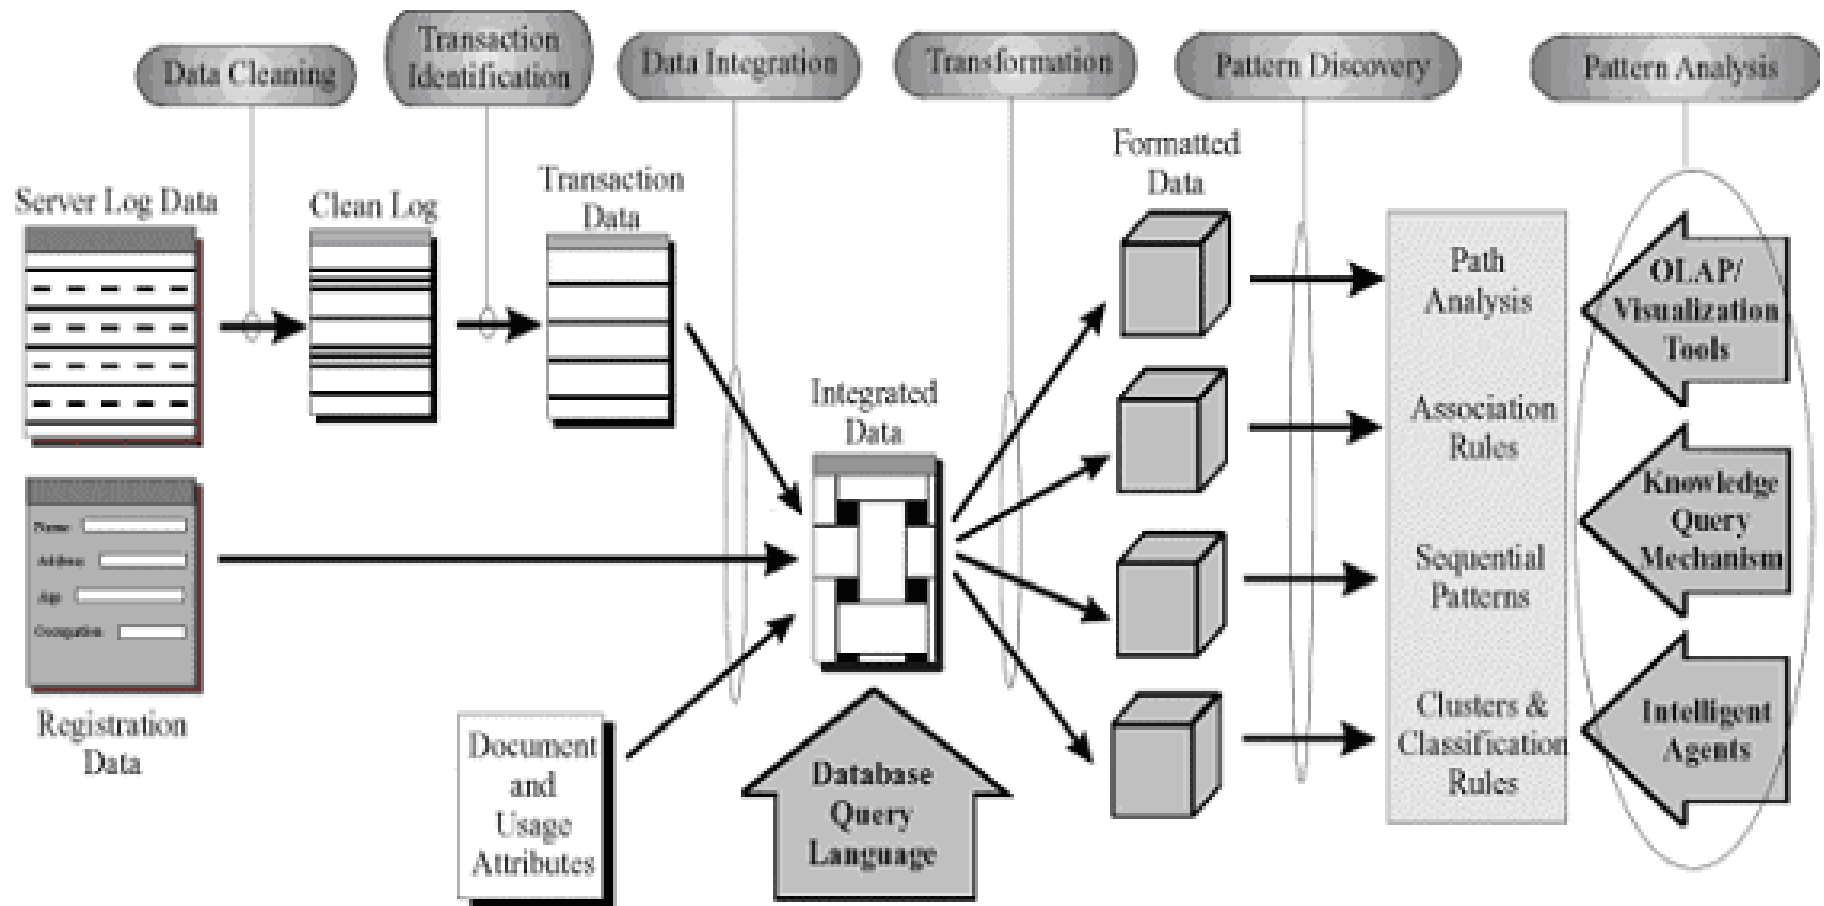 Data Cleaning
Transaction
Identification
Data Integration
Transformation
Pattern Discovery
Pattern Analysis
Server Log Data
Clean Log
Transaction
Data
Formatted
Data
Integrated
Data
Name
Address
Age
Occupation
Registration
Data
Document
and
Usage
Attributes
Database
Query
Language
Path
Analysis
Association
Rules
Sequential
Patterns
Clusters &
Classification
Rules
OLAP/
Visualization
Tools
Knowledge
Query
Mechanism
Intelligent
Agents